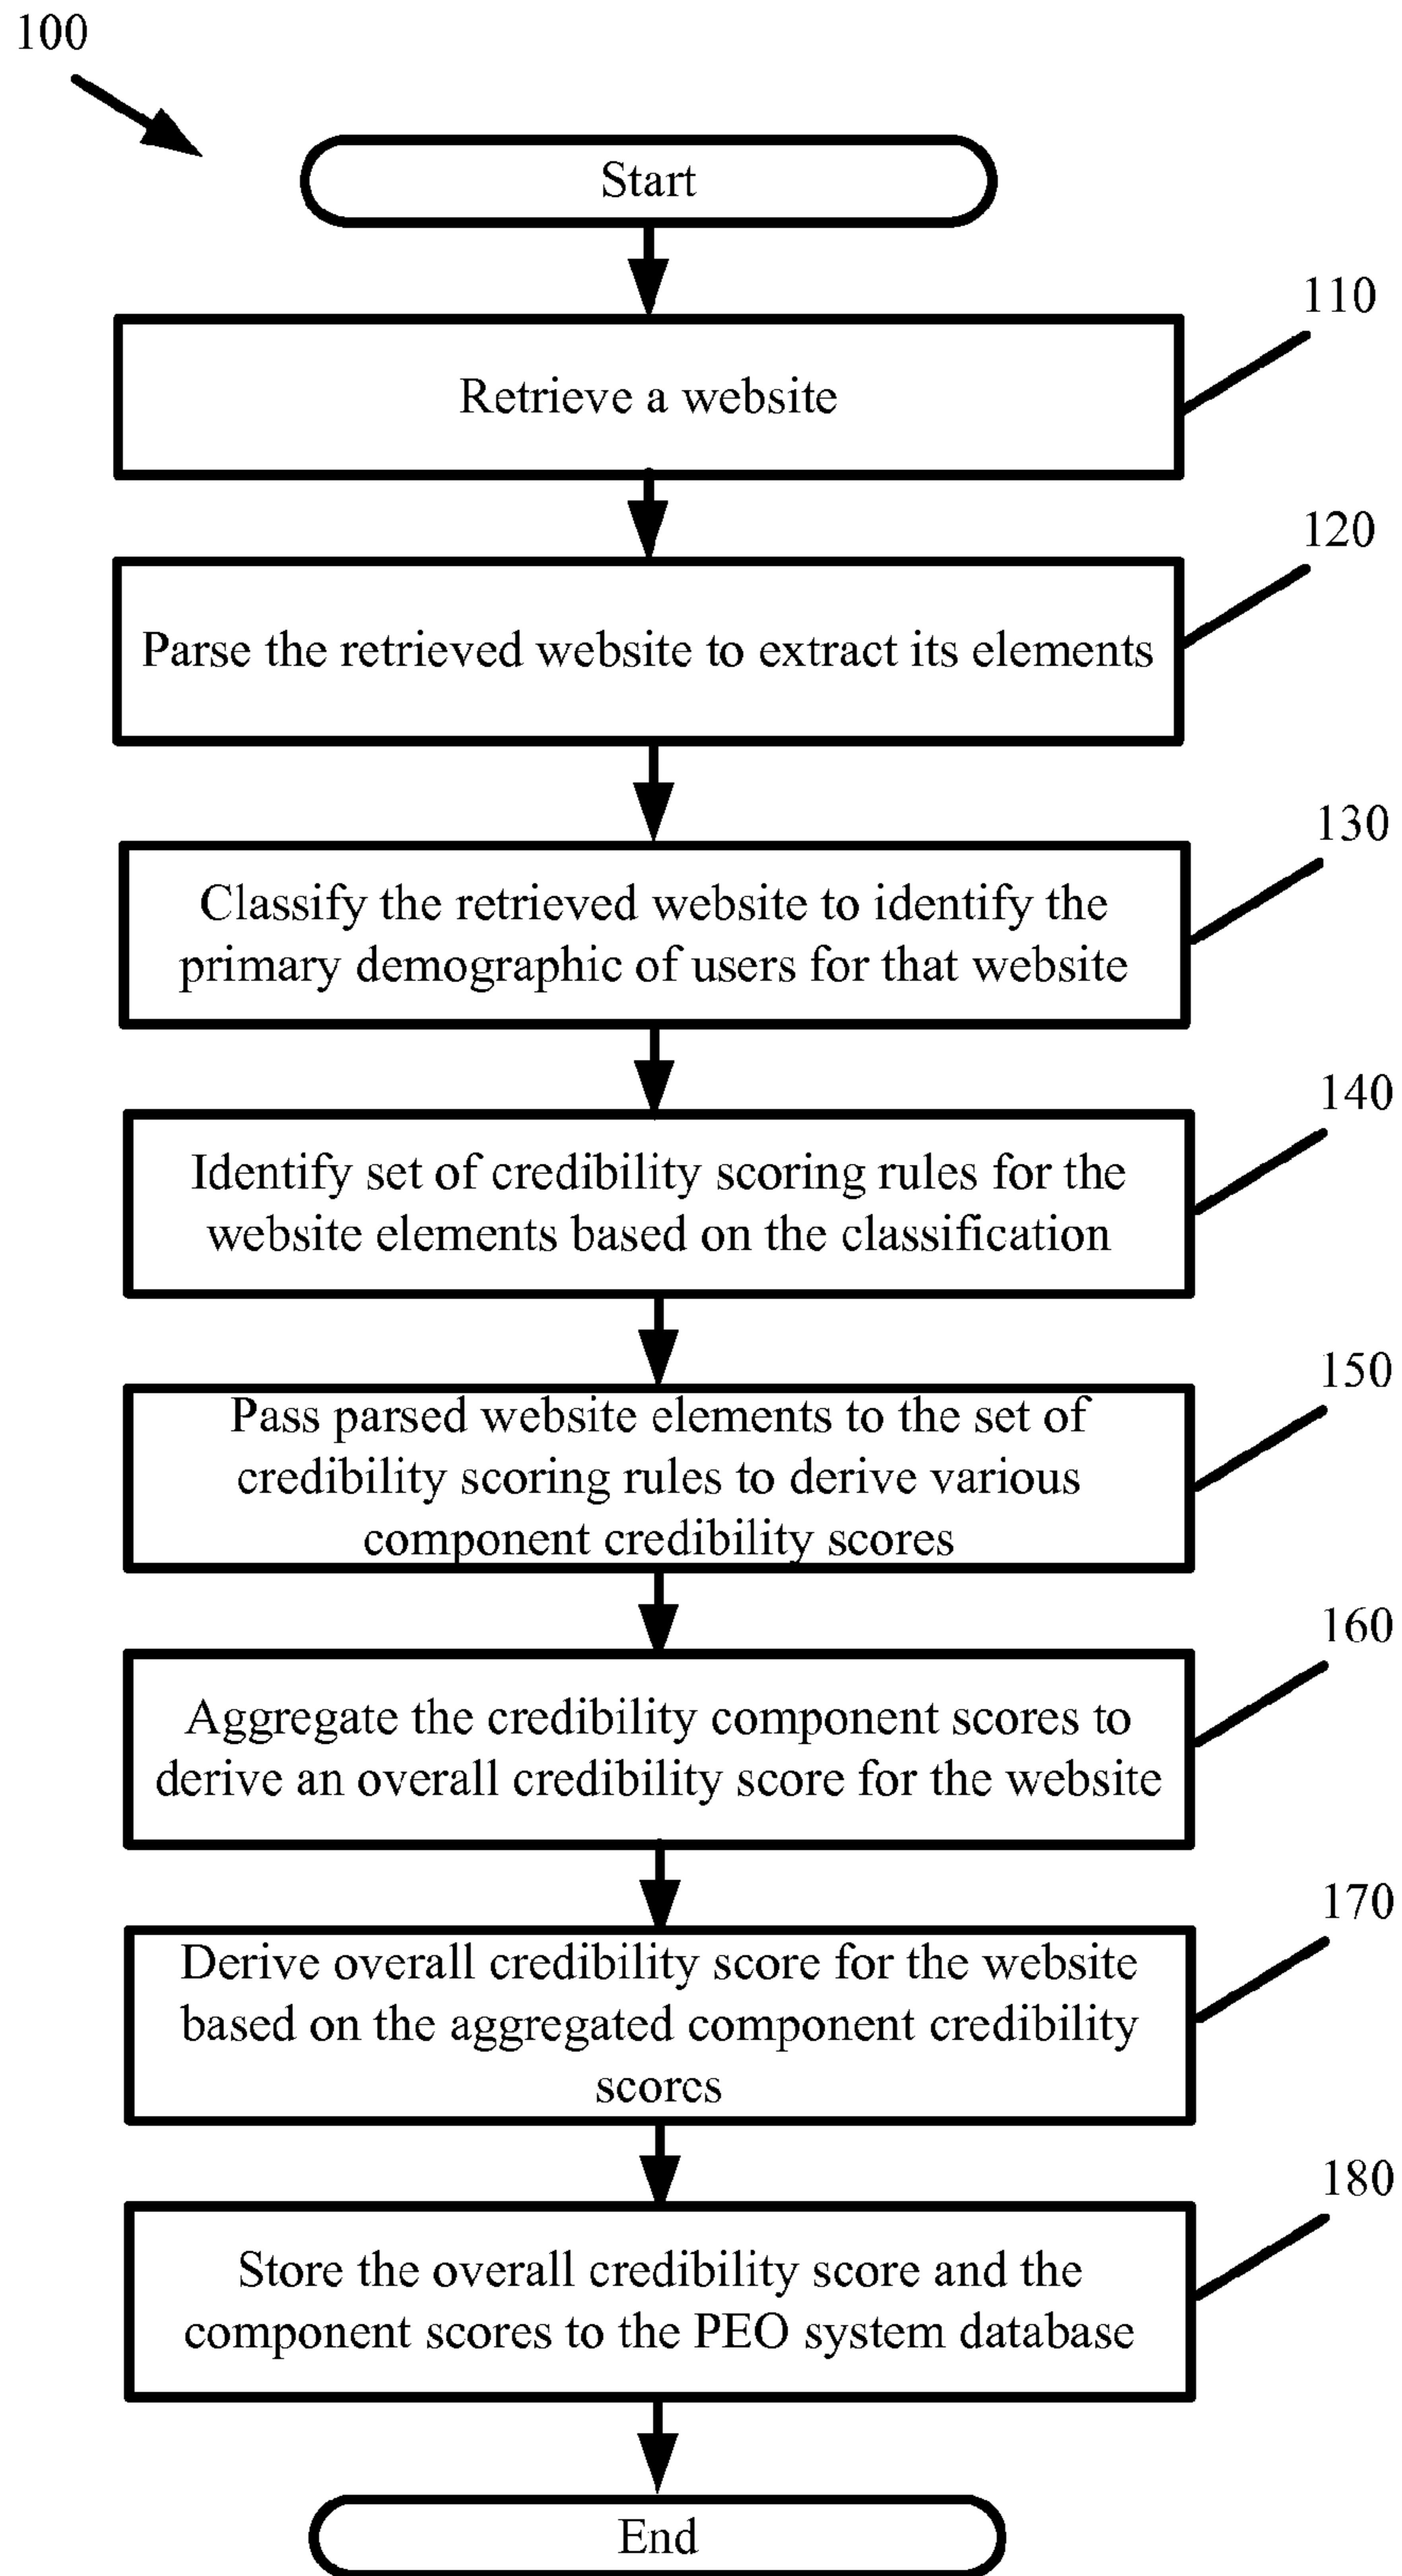 100
Start
110
Retrieve a website
120
Parse the retrieved website to extract its elements
130
Classify the retrieved website to identify the
primary demographic of users for that website
140
Identify set of credibility scoring rules for the
website elements based on the classification
150
Pass parsed website elements to the set of
credibility scoring rules to derive various
component credibility scores
160
Aggregate the credibility component scores to
derive an overall credibility score for the website
170
Derive overall credibility score for the website
based on the aggregated component credibility
scores
180
Store the overall credibility score and the
component scores to the PEO system database
End